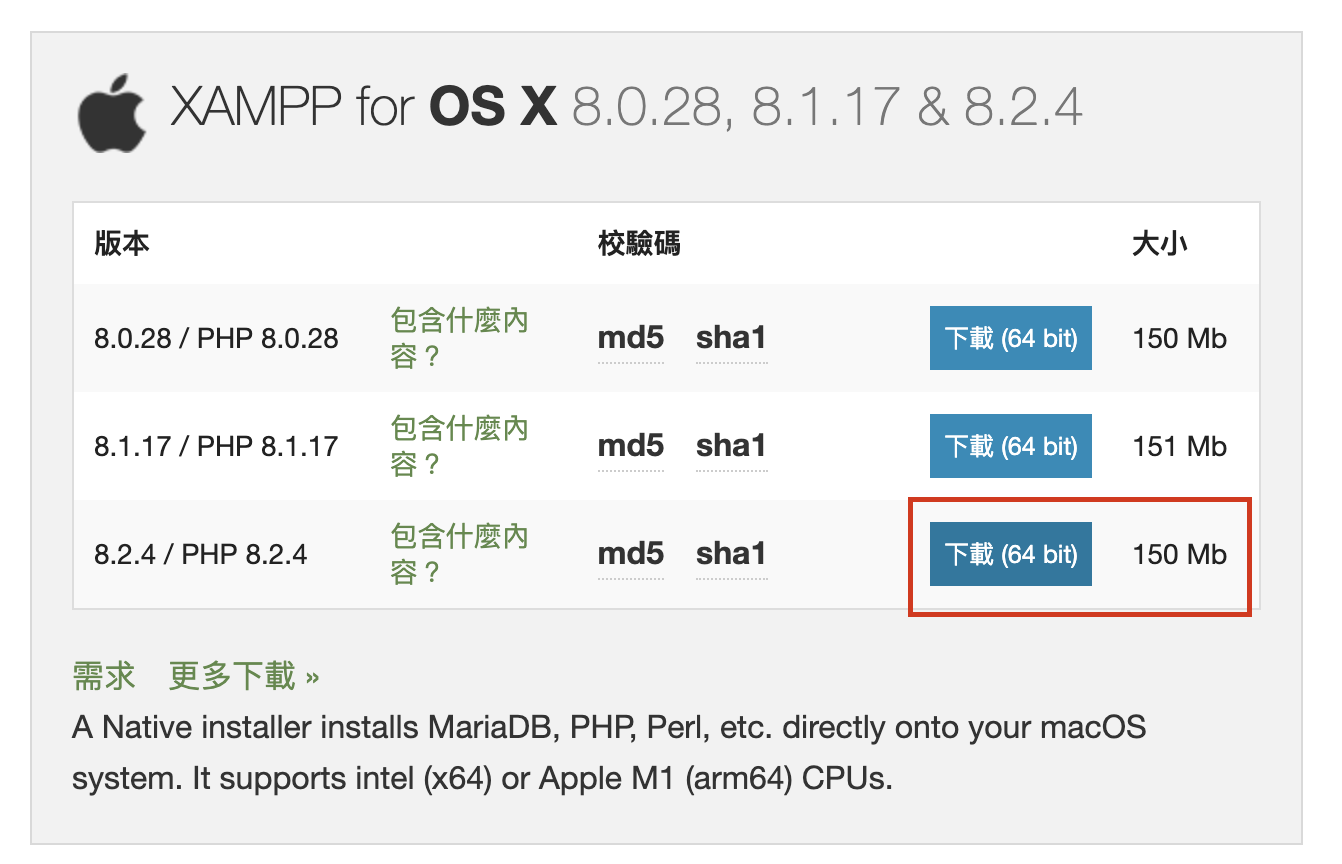 XAMPP for OS X 8.0.28, 8.1.17 & 8.2.4
版本 校驗碼 大小
8.0.28 / PHP 8.0.28 包含什麼內容？ md5 sha1 下載 (64 bit) 150 Mb
8.1.17 / PHP 8.1.17 包含什麼內容？ md5 sha1 下載 (64 bit) 151 Mb
8.2.4 / PHP 8.2.4 包含什麼內容？ md5 sha1 下載 (64 bit) 150 Mb
需求 更多下載 »
A Native installer installs MariaDB, PHP, Perl, etc. directly onto your macOS
system. It supports intel (x64) or Apple M1 (arm64) CPUs.